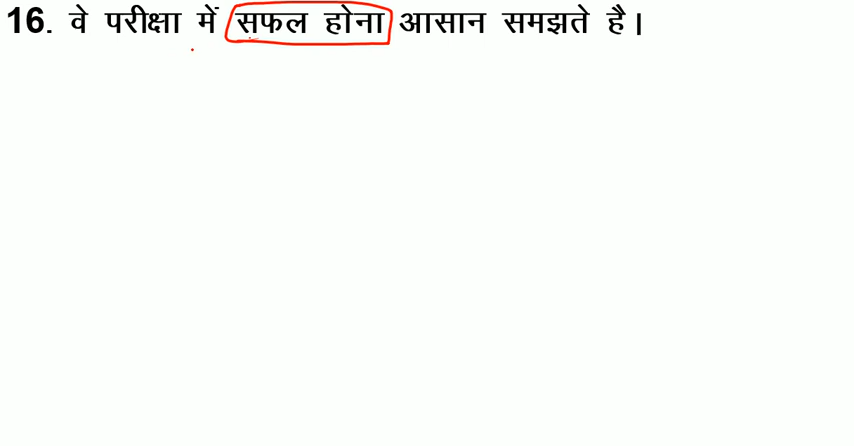 16. वे परीक्षा में सफल होना आसान समझते है।